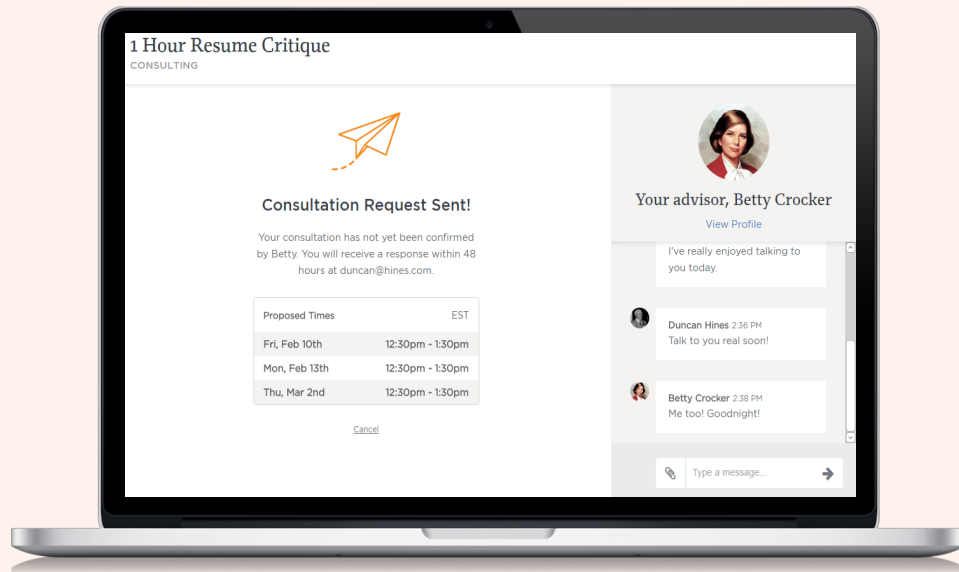 1 Hour Resume Critique
CONSULTING
Consultation Request Sent!
Your consultation has not yet been confirmed
by Betty. You will receive a response within 48
hours at duncan@hines.com.
Proposed Times EST
Fri, Feb 10th 12:30pm - 1:30pm
Mon, Feb 13th 12:30pm - 1:30pm
Thu, Mar 2nd 12:30pm - 1:30pm
Cancel
Your advisor, Betty Crocker
View Profile
I've really enjoyed talking to
you today.
Duncan Hines 2:36 PM
Talk to you real soon!
Betty Crocker 2:38 PM
Me too! Goodnight!
Type a message...